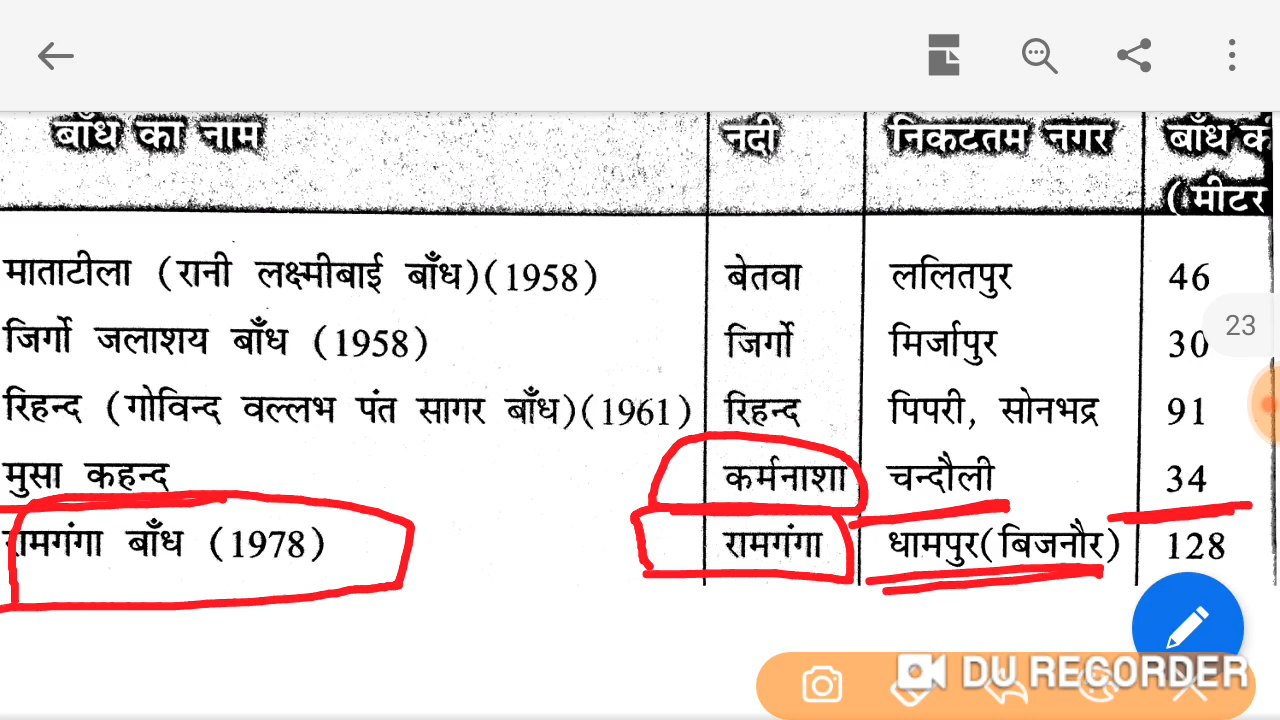 बाँध का नाम नदी निकटतम नगर बाँध क
(मीटर
माताटीला (रानी लक्ष्मीबाई बाँध)(1958) बेतवा ललितपुर 46
23
जिर्गो जलाशय बाँध (1958) जिर्गो मिर्जापुर 30
रिहन्द (गोविन्द वल्लभ पंत सागर बाँध)(1961) रिहन्द पिपरी, सोनभद्र 91
मुसा कहन्द कर्मनाशा चन्दौली 34
रामगंगा बाँध (1978) रामगंगा धामपुर(बिजनौर) 128
DU RECORDER